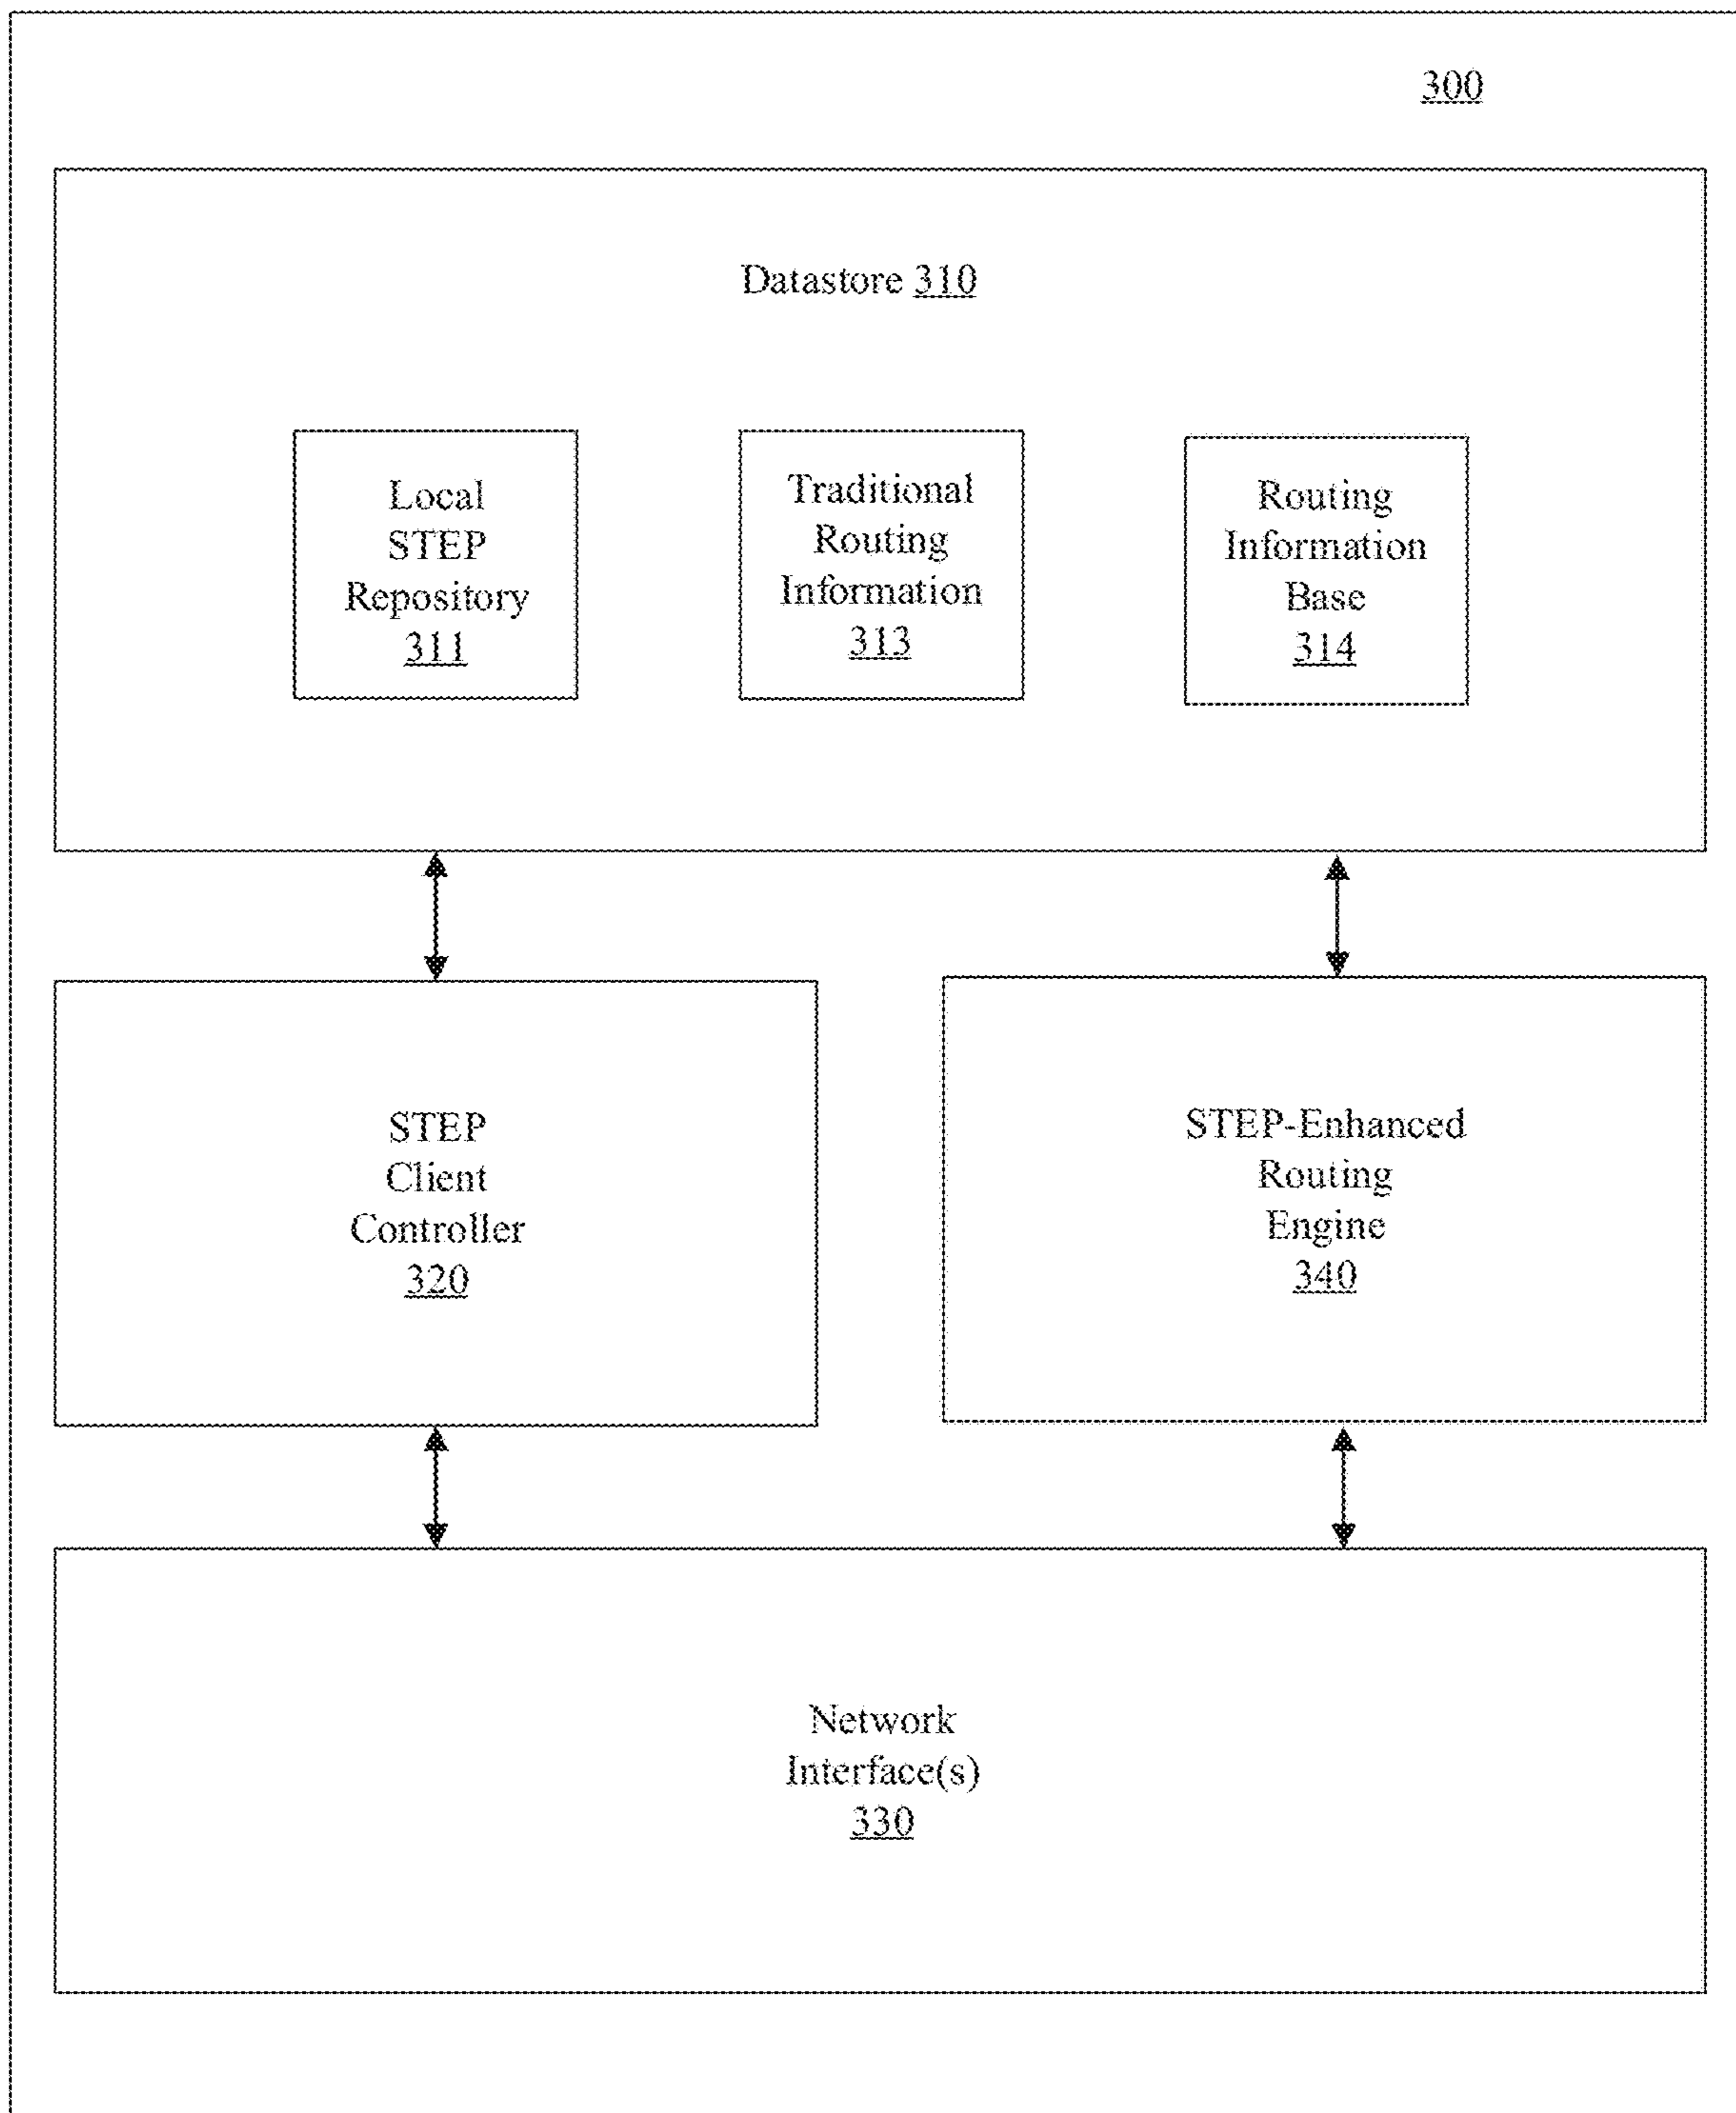 300
Datastore 310
Local
STEP
Repository
311
Traditional
Routing
Information
313
Routing
Information
Base
314
STEP
Client
Controller
320
STEP-Enhanced
Routing
Engine
340
Network
Interface(s)
330